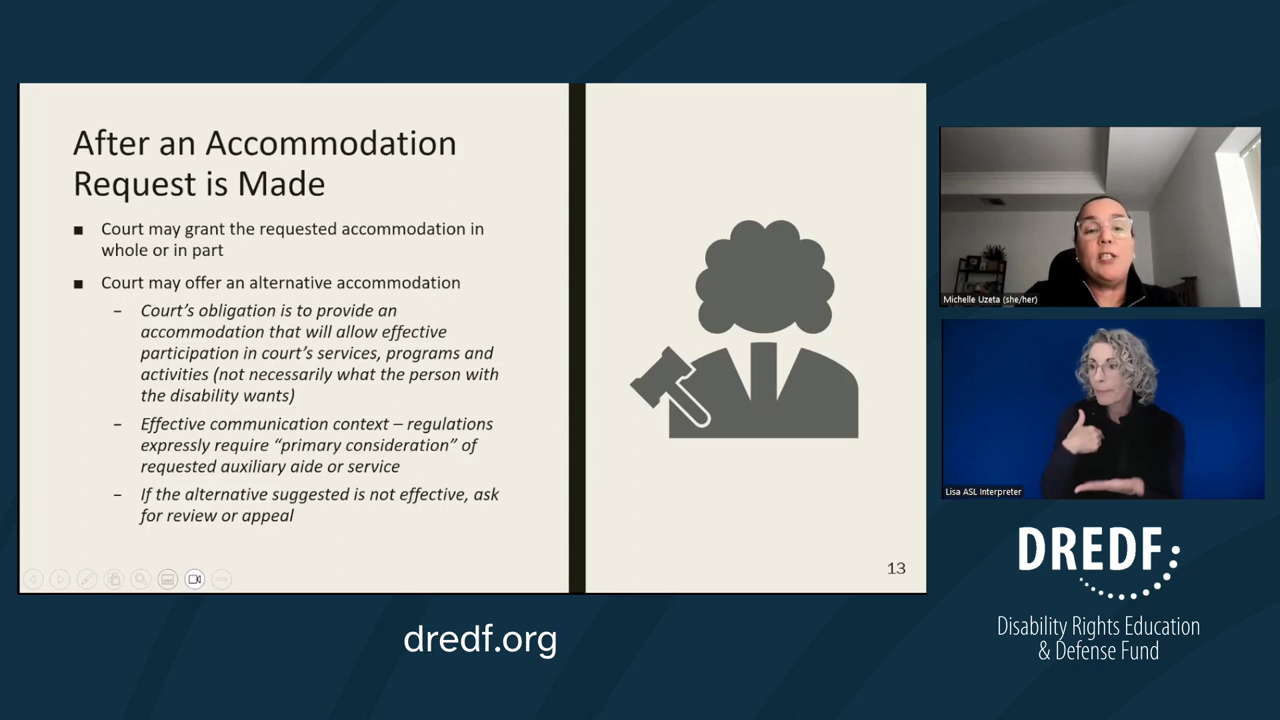 After an Accommodation
Request is Made
■ Court may grant the requested accommodation in
whole or in part
■ Court may offer an alternative accommodation
– Court's obligation is to provide an
accommodation that will allow effective
participation in court's services, programs and
activities (not necessarily what the person with
the disability wants)
– Effective communication context – regulations
expressly require “primary consideration” of
requested auxiliary aide or service
– If the alternative suggested is not effective, ask
for review or appeal
13
Michelle Uzeta (she/her)
Lisa ASL Interpreter
DREDF
Disability Rights Education
& Defense Fund
dredf.org